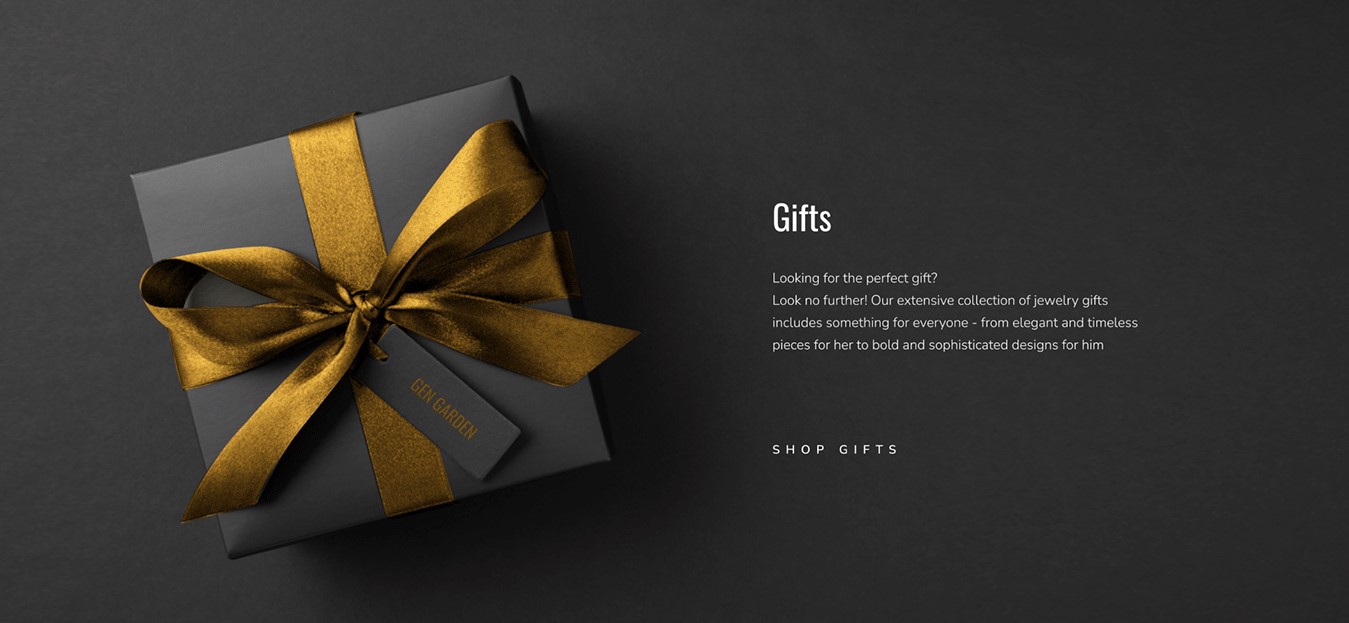 GEN GARDEN
Gifts
Looking for the perfect gift?
Look no further! Our extensive collection of jewelry gifts
includes something for everyone - from elegant and timeless
pieces for her to bold and sophisticated designs for him
SHOP GIFTS